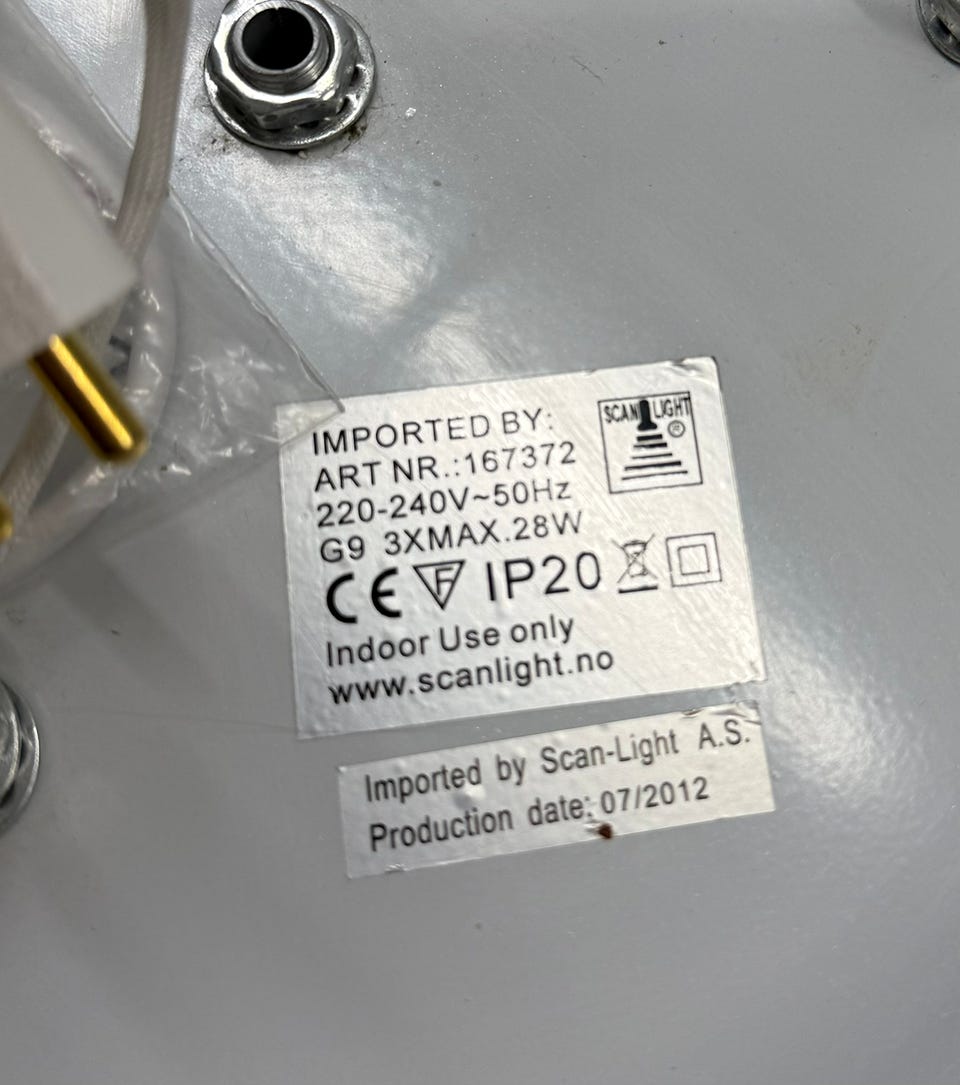 IMPORTED BY:
SCAN LIGHT
®
ART NR.:167372
220-240V~50Hz
G9 3XMAX.28W
CE F IP20
Indoor Use only
www.scanlight.no
Imported by Scan-Light A.S.
Production date: 07/2012